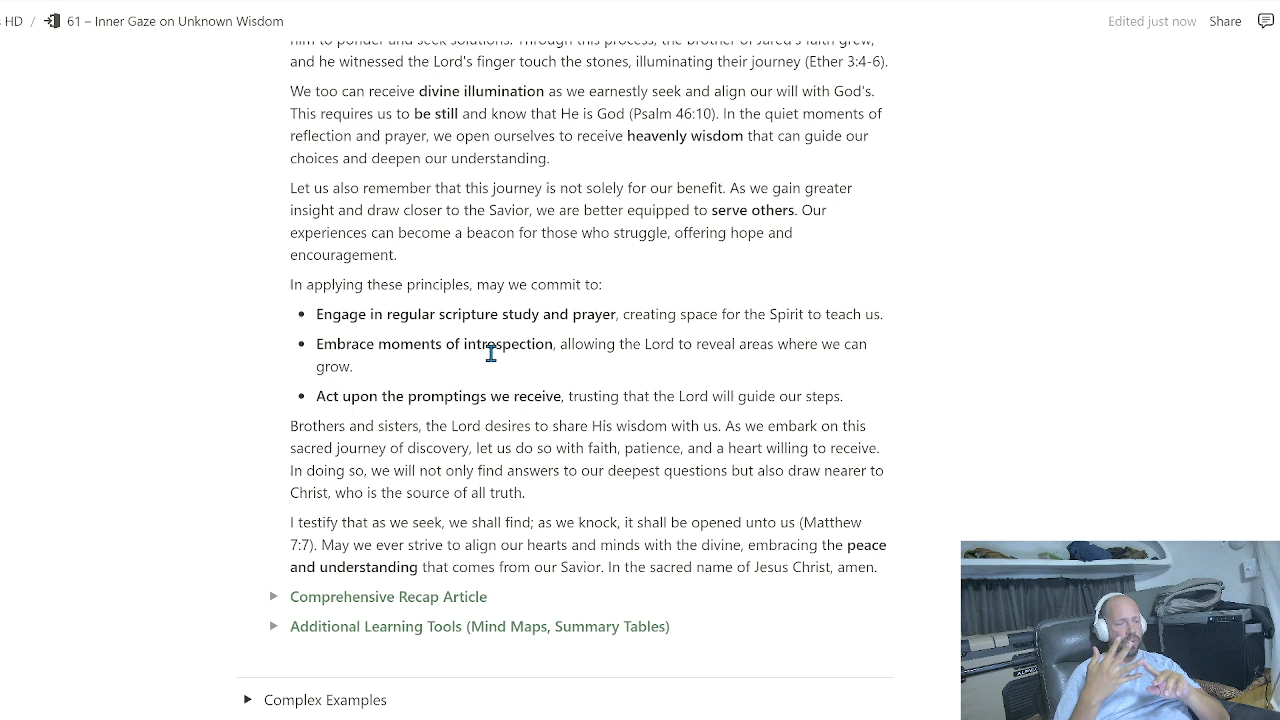 HD / 61 – Inner Gaze on Unknown Wisdom
Edited just now Share
him to ponder and seek solutions. Through this process, the brother of Jared's faith grew,
and he witnessed the Lord's finger touch the stones, illuminating their journey (Ether 3:4-6).
We too can receive divine illumination as we earnestly seek and align our will with God's.
This requires us to be still and know that He is God (Psalm 46:10). In the quiet moments of
reflection and prayer, we open ourselves to receive heavenly wisdom that can guide our
choices and deepen our understanding.
Let us also remember that this journey is not solely for our benefit. As we gain greater
insight and draw closer to the Savior, we are better equipped to serve others. Our
experiences can become a beacon for those who struggle, offering hope and
encouragement.
In applying these principles, may we commit to:
• Engage in regular scripture study and prayer, creating space for the Spirit to teach us.
• Embrace moments of introspection, allowing the Lord to reveal areas where we can
grow.
• Act upon the promptings we receive, trusting that the Lord will guide our steps.
Brothers and sisters, the Lord desires to share His wisdom with us. As we embark on this
sacred journey of discovery, let us do so with faith, patience, and a heart willing to receive.
In doing so, we will not only find answers to our deepest questions but also draw nearer to
Christ, who is the source of all truth.
I testify that as we seek, we shall find; as we knock, it shall be opened unto us (Matthew
7:7). May we ever strive to align our hearts and minds with the divine, embracing the peace
and understanding that comes from our Savior. In the sacred name of Jesus Christ, amen.
Comprehensive Recap Article
Additional Learning Tools (Mind Maps, Summary Tables)
Complex Examples